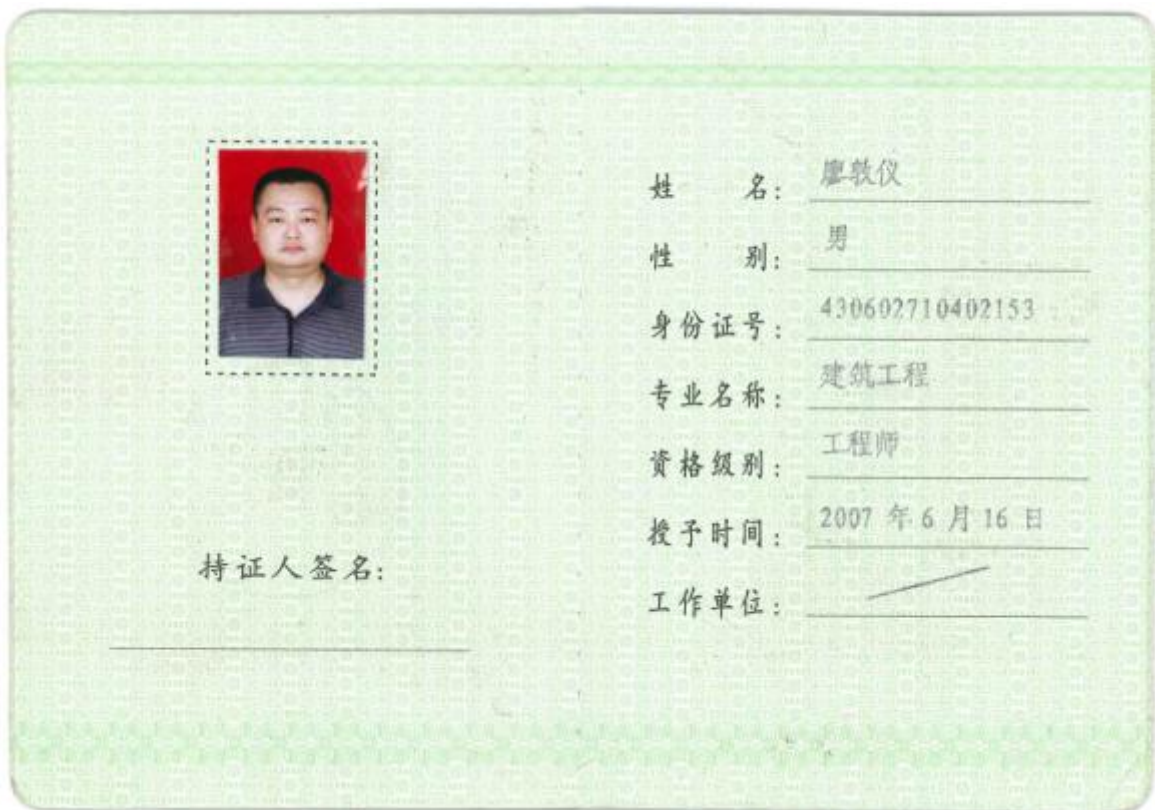 姓名：廖敦仪
性别：男
身份证号：430602710402153
专业名称：建筑工程
资格级别：工程师
授予时间：2007 年 6 月 16 日
工作单位：
持证人签名：